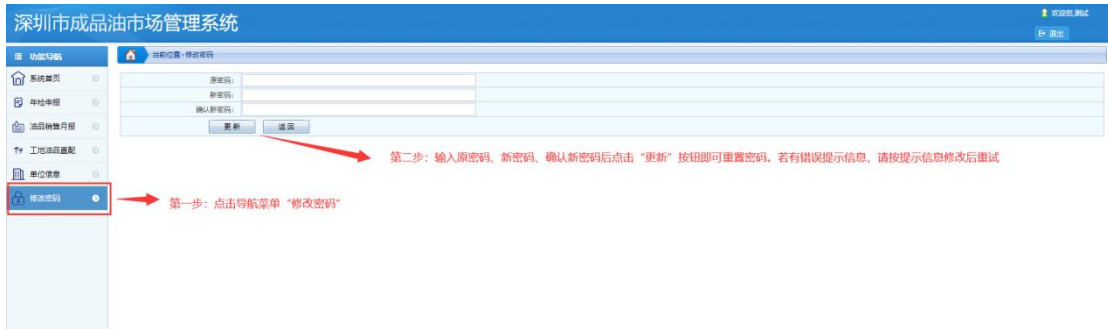 深圳市成品油市场管理系统
欢迎您,测试
退出
功能导航
当前位置:修改密码
系统首页
年检申报
油品销售月报
工地油品直配
单位信息
修改密码
原密码:
新密码:
确认新密码:
更新 返回
第二步：输入原密码、新密码、确认新密码后点击“更新”按钮即可重置密码。若有错误提示信息，请按提示信息修改后重试
第一步：点击导航菜单“修改密码”